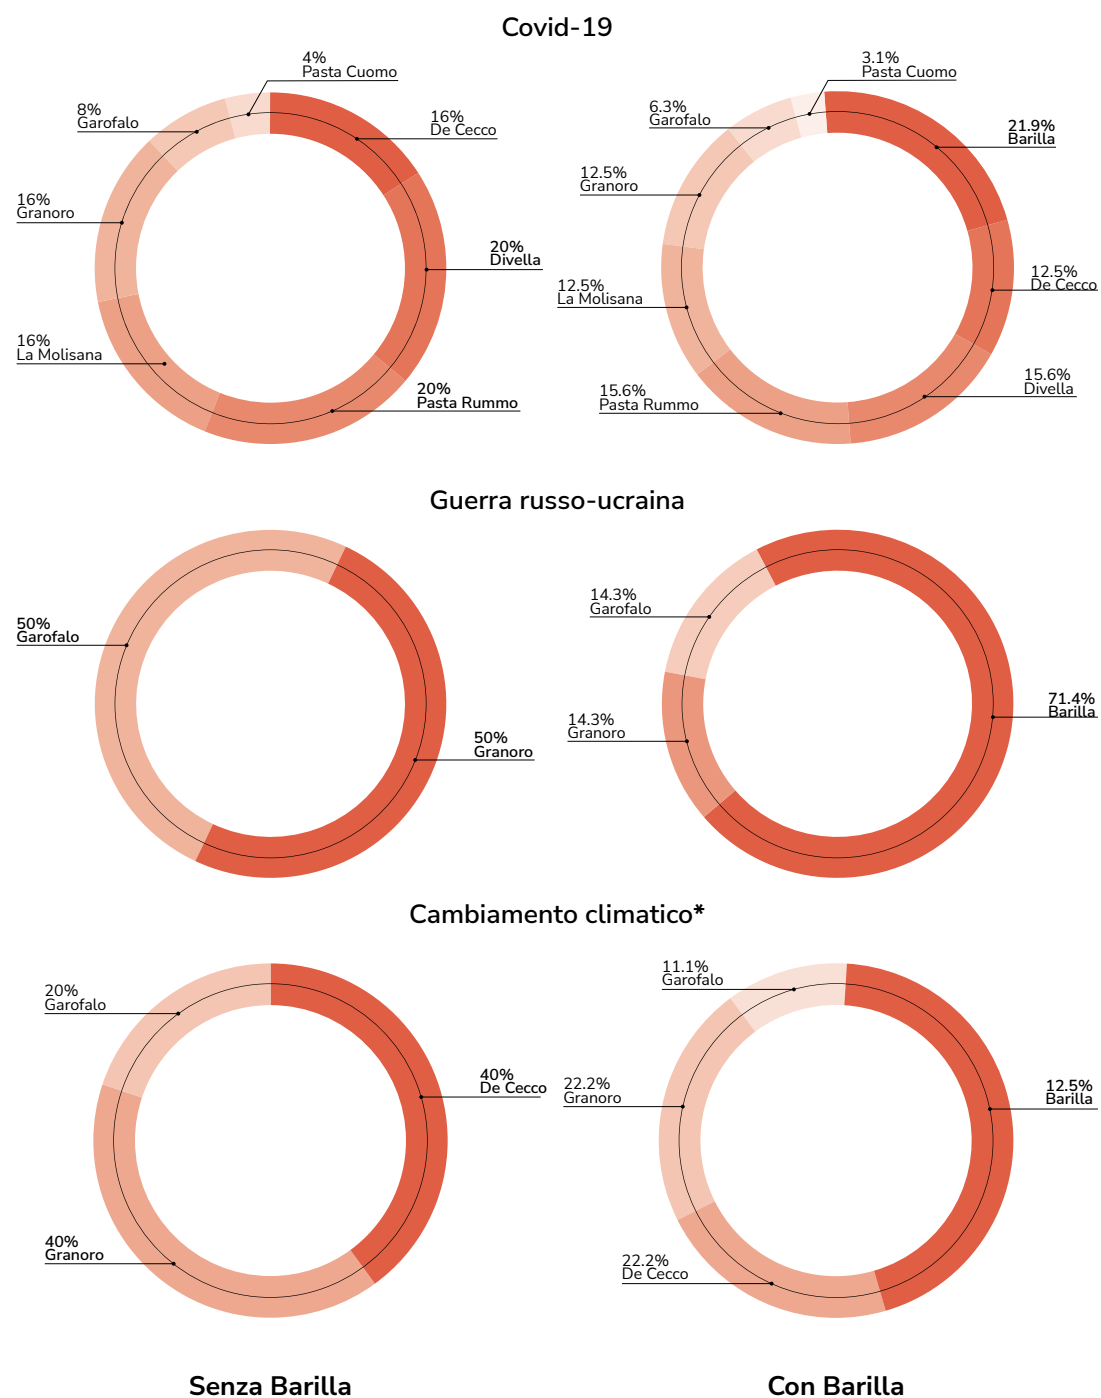 Covid-19
4%
Pasta Cuomo
8%
Garofalo
16%
De Cecco
16%
Granoro
20%
Divella
16%
La Molisana
20%
Pasta Rummo
3.1%
Pasta Cuomo
6.3%
Garofalo
21.9%
Barilla
12.5%
Granoro
12.5%
De Cecco
12.5%
La Molisana
15.6%
Divella
15.6%
Pasta Rummo
Guerra russo-ucraina
50%
Garofalo
50%
Granoro
14.3%
Garofalo
71.4%
Barilla
14.3%
Granoro
Cambiamento climatico*
20%
Garofalo
40%
De Cecco
40%
Granoro
11.1%
Garofalo
22.2%
Granoro
12.5%
Barilla
22.2%
De Cecco
Senza Barilla
Con Barilla